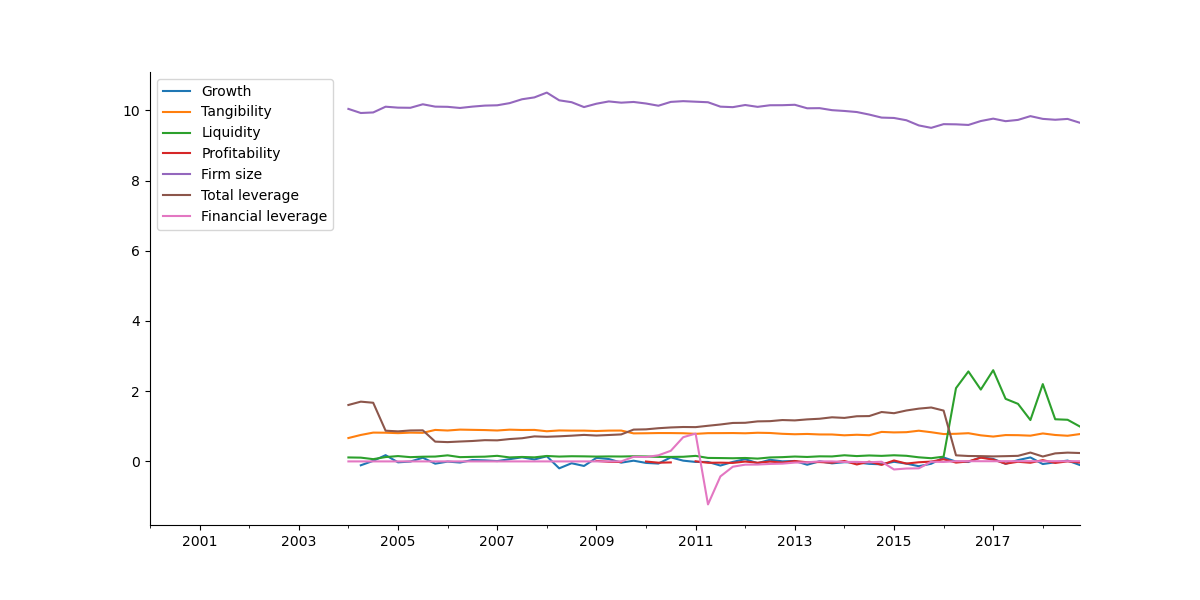 Growth
Tangibility
Liquidity
Profitability
Firm size
Total leverage
Financial leverage
10
8
6
4
2
0
2001 2003 2005 2007 2009 2011 2013 2015 2017